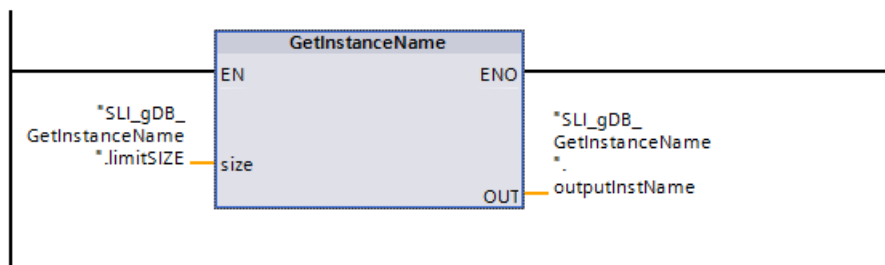 GetInstanceName
EN
ENO
"SLI_gDB_
GetInstanceName
".limitSIZE
size
"SLI_gDB_
GetInstanceName
".
outputInstName
OUT